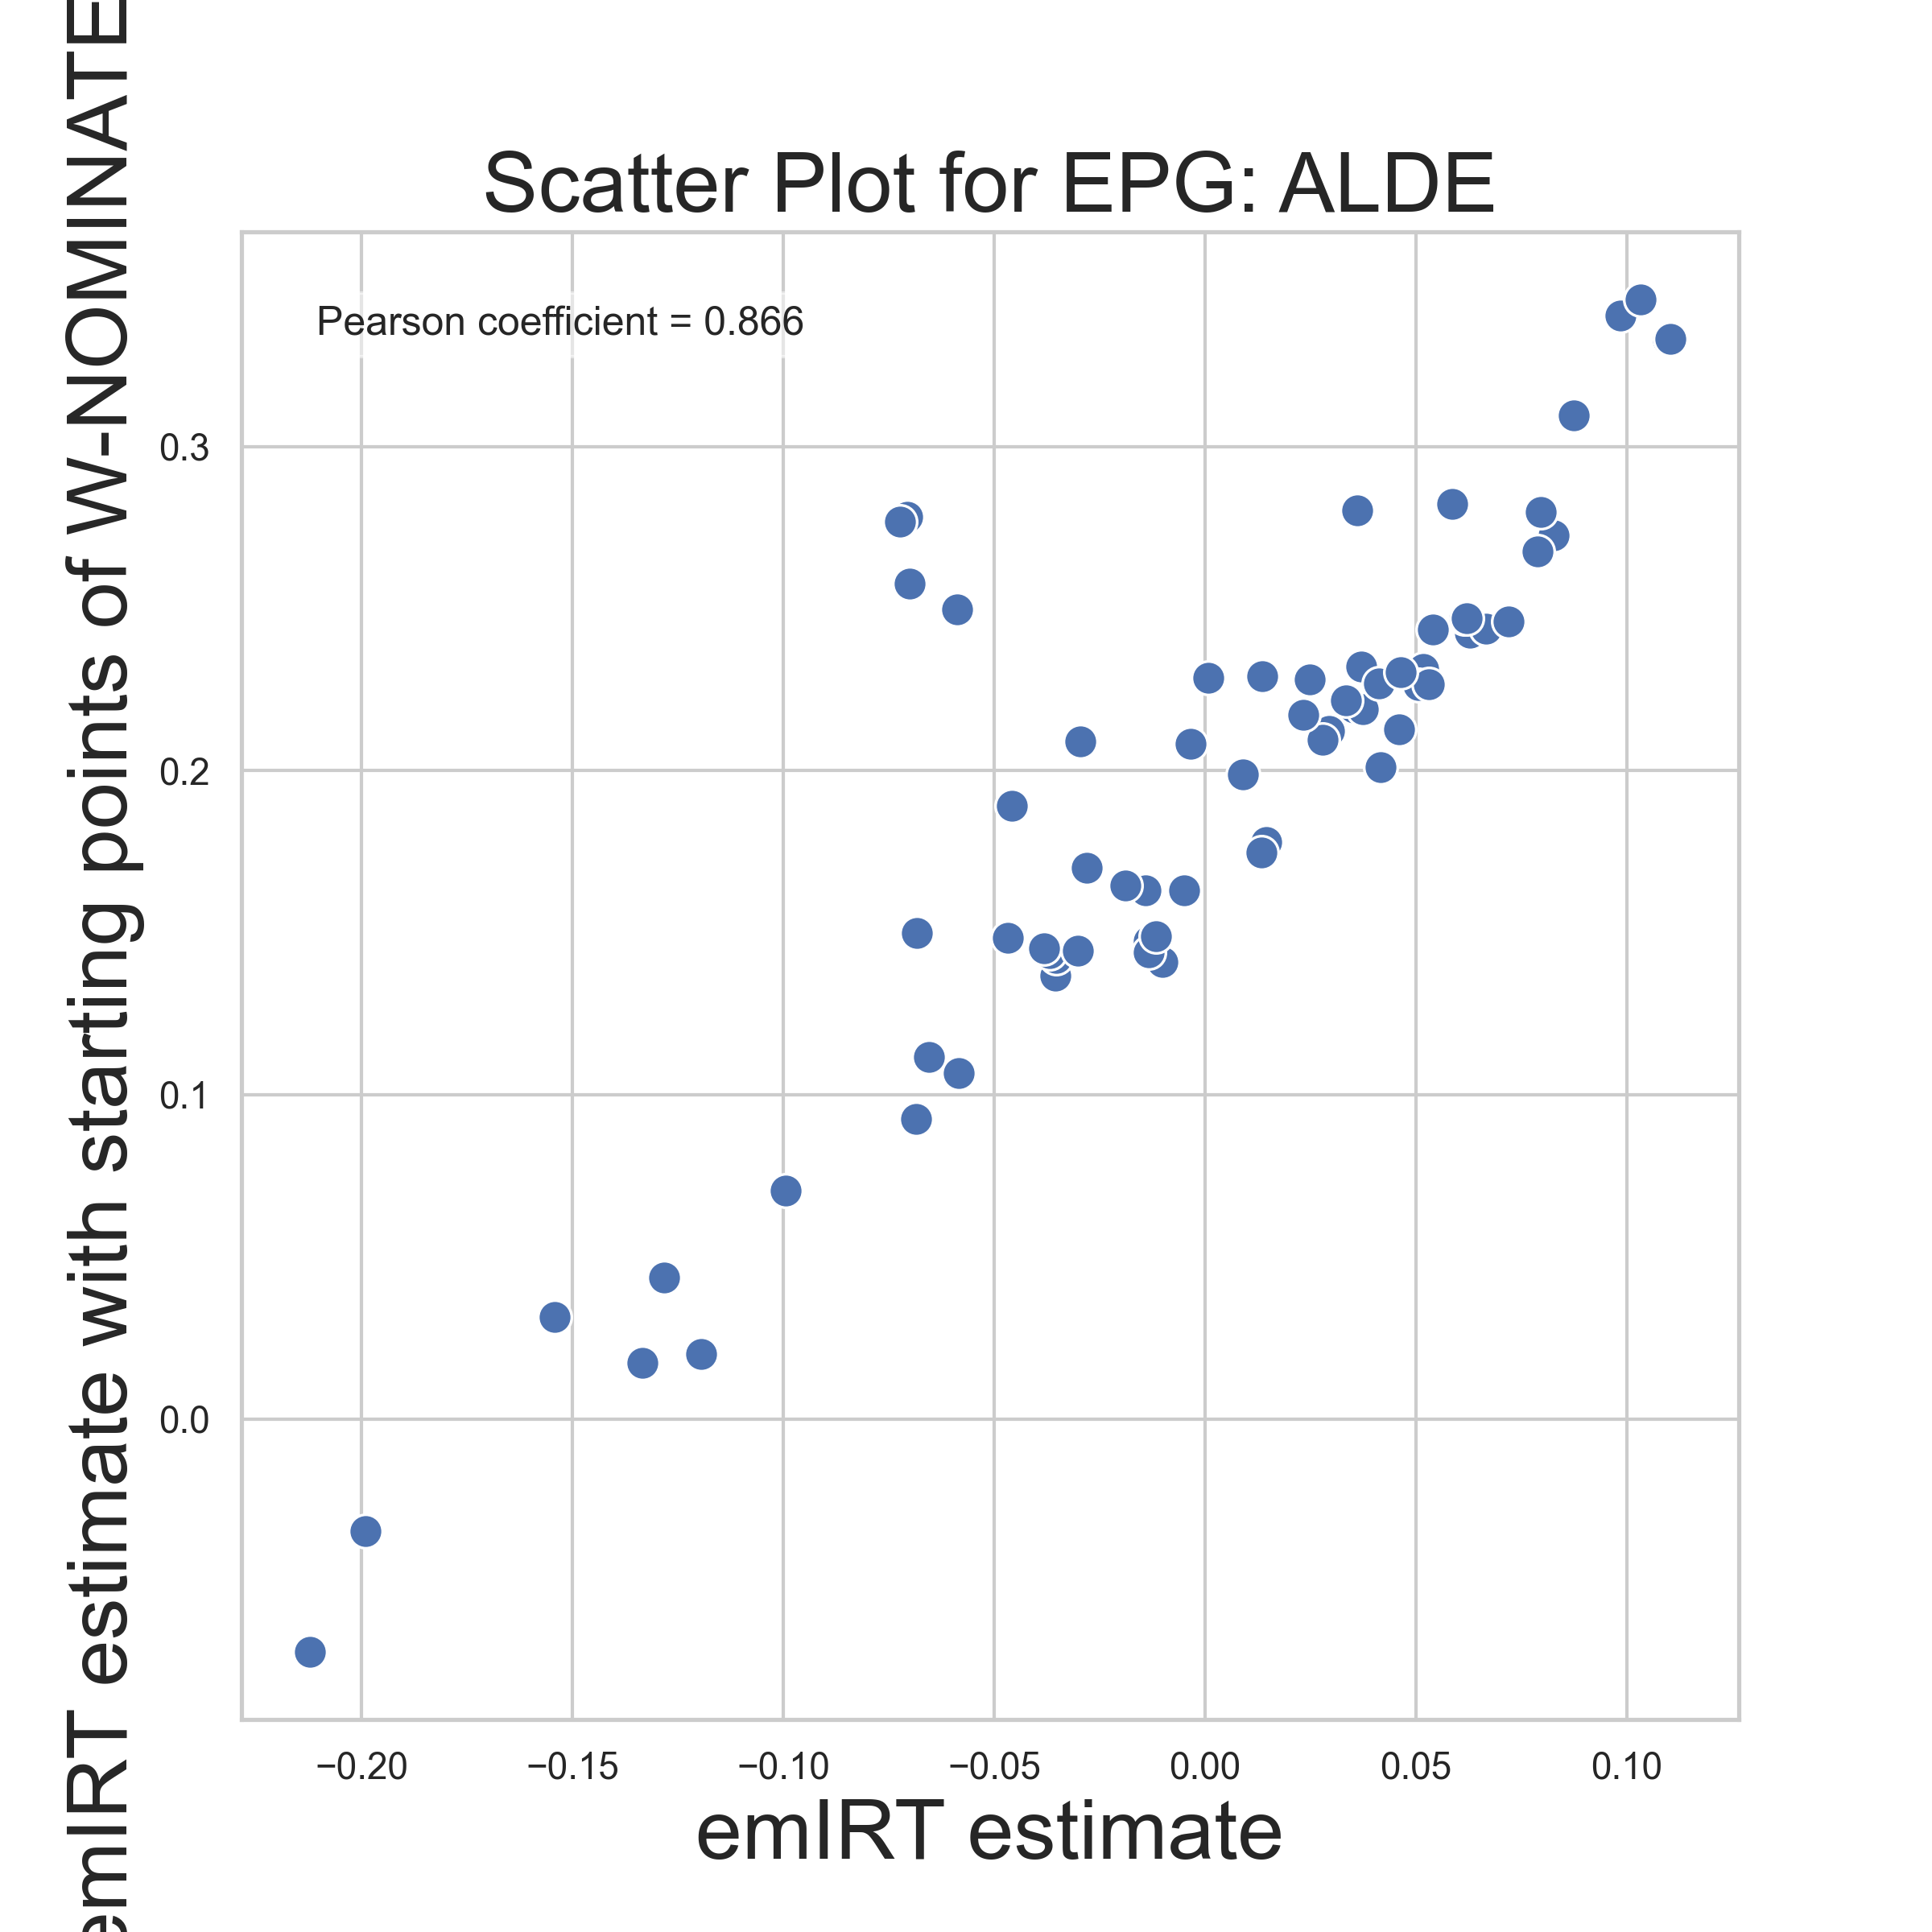 Scatter Plot for EPG: ALDE
Pearson coefficient = 0.866
emIRT estimate with starting points of W-NOMINATE
0.3
0.2
0.1
0.0
−0.20 −0.15 −0.10 −0.05 0.00 0.05 0.10
emIRT estimate